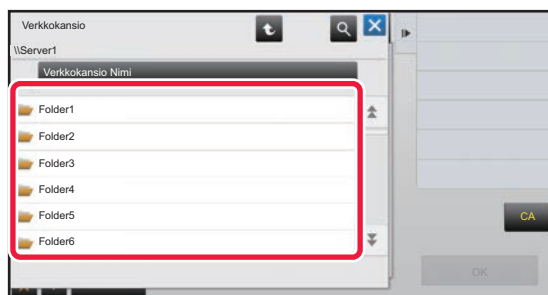 Verkkokansio
\\Server1
Verkkokansio Nimi
Folder1
Folder2
Folder3
Folder4
Folder5
Folder6
CA
OK